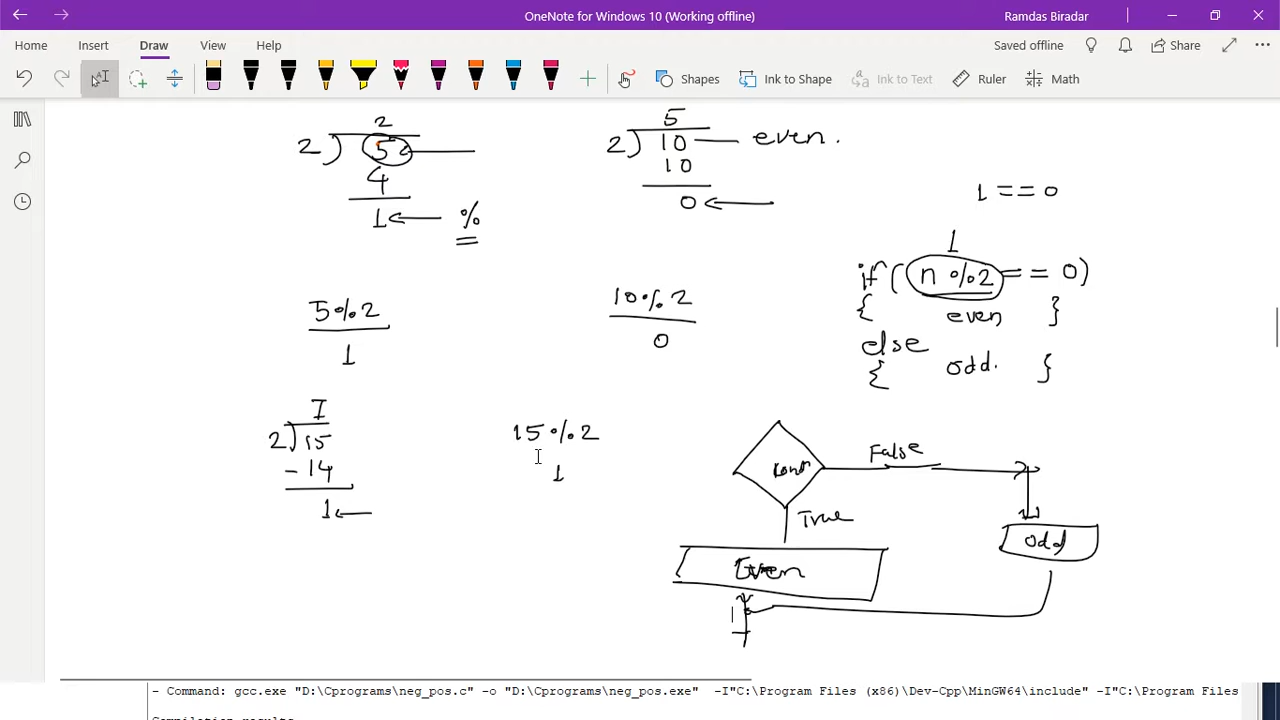 OneNote for Windows 10 (Working offline)
Ramdas Biradar
Home Insert Draw View Help
Saved offline
Share
Shapes
Ink to Shape
Ink to Text
Ruler
Math
2
2 ) 5
4
1 %
5
2 ) 10 even.
10
0
1 == 0
1
if ( n %2 == 0)
{ even }
else
{ odd. }
5%2
1
10%2
0
2 ) 15
- 14
1
15%2
1
False
True
odd
Even
- Command: gcc.exe "D:\Cprograms\neg_pos.c" -o "D:\Cprograms\neg_pos.exe" -I"C:\Program Files (x86)\Dev-Cpp\MinGW64\include" -I"C:\Program Files